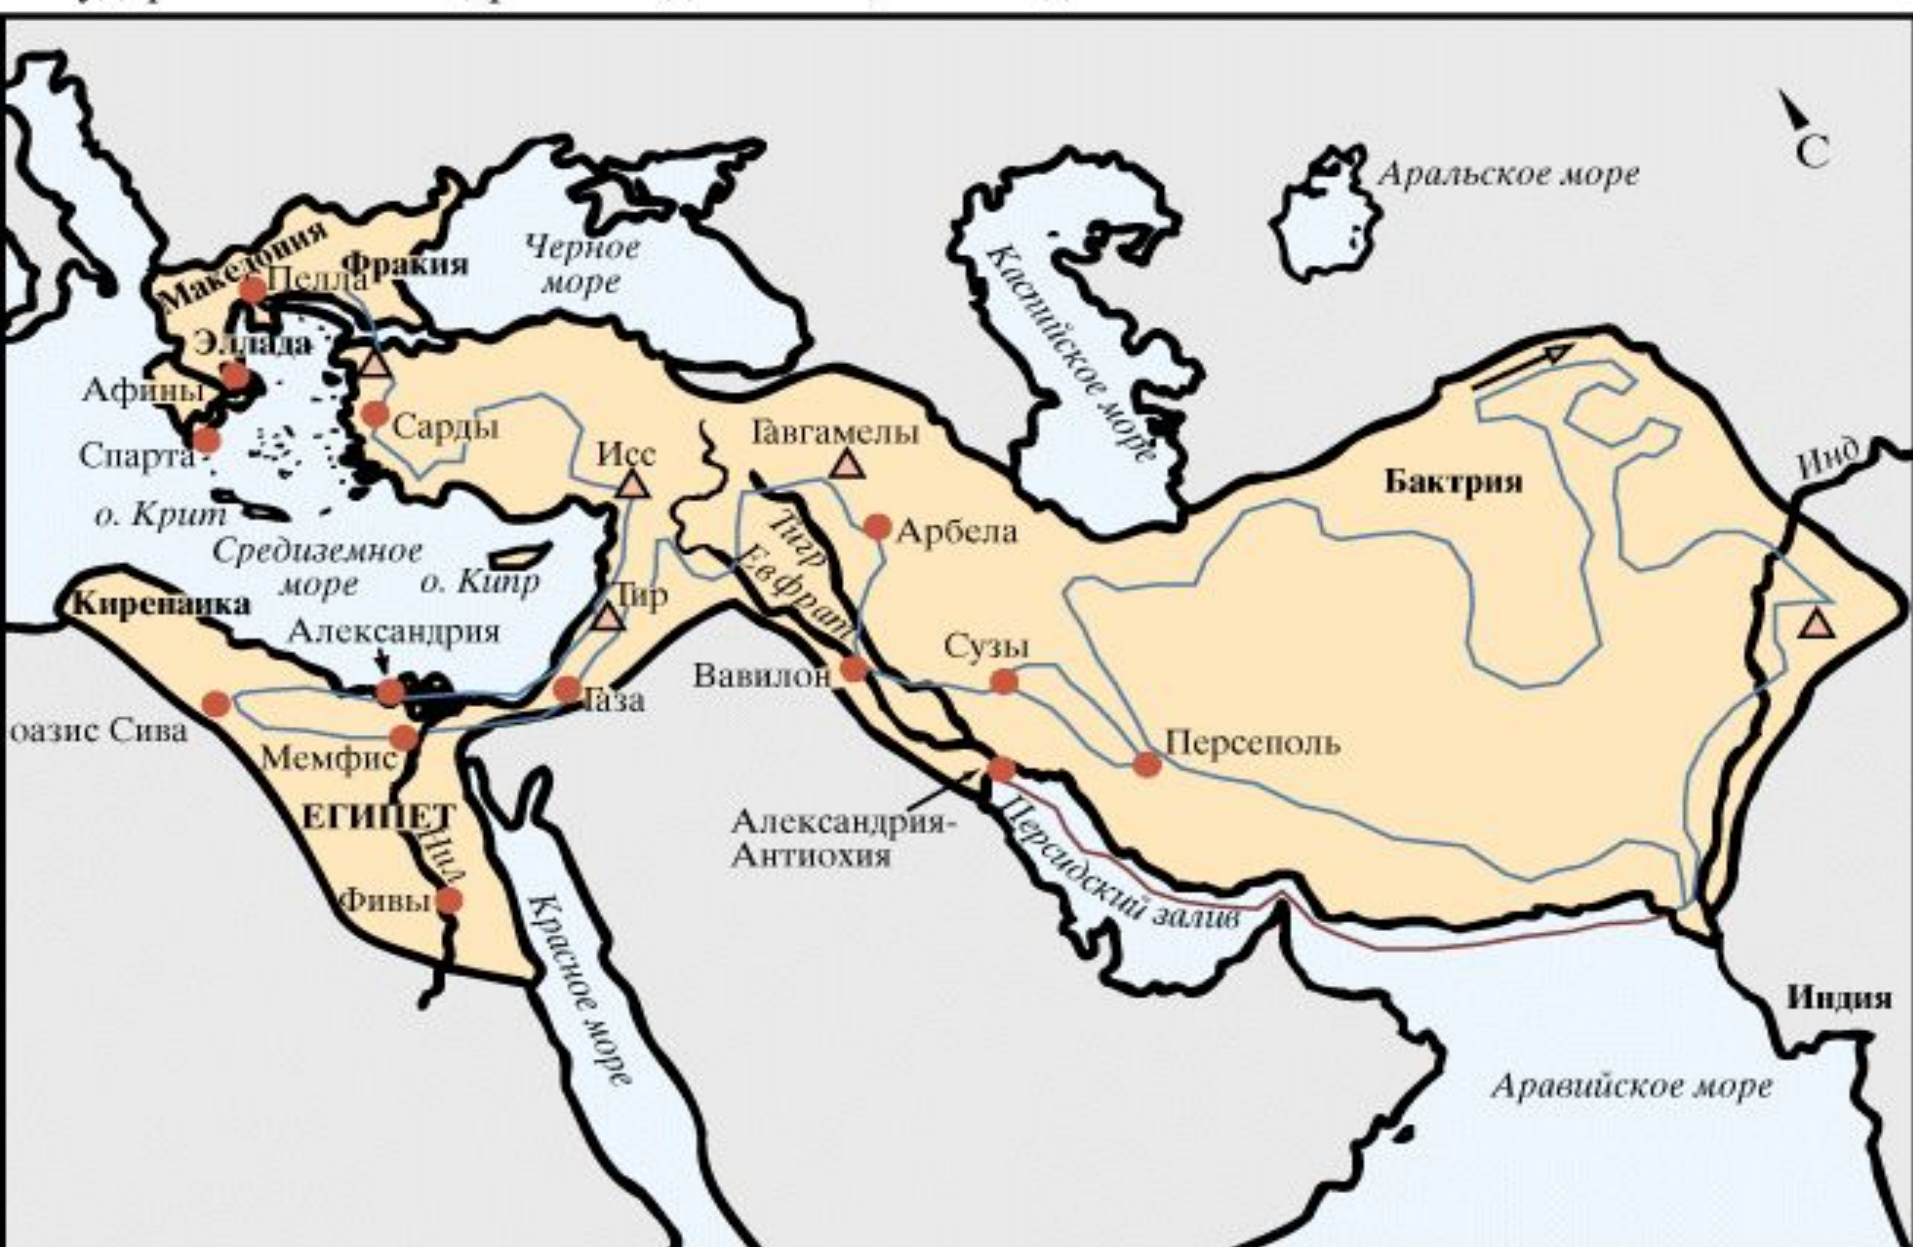 С
Аральское море
Черное
море
Каспийское море
Македония
Пелла
Фракия
Эллада
Афины
Спарта
о. Крит
Сарды
Исс
Гавгамелы
Арбела
Бактрия
Инд
Средиземное
море
о. Кипр
Тигр
Евфрат
Тир
Киренаика
Александрия
Сузы
Вавилон
Газа
оазис Сива
Мемфис
Персеполь
ЕГИПЕТ
Нил
Александрия-
Антиохия
Персидский залив
Фивы
Красное море
Индия
Аравийское море